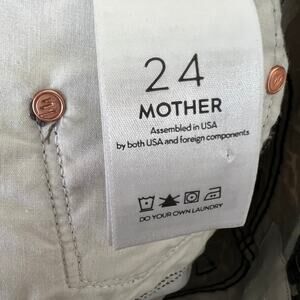 24
MOTHER
Assembled in USA
by both USA and foreign components
DO YOUR OWN LAUNDRY